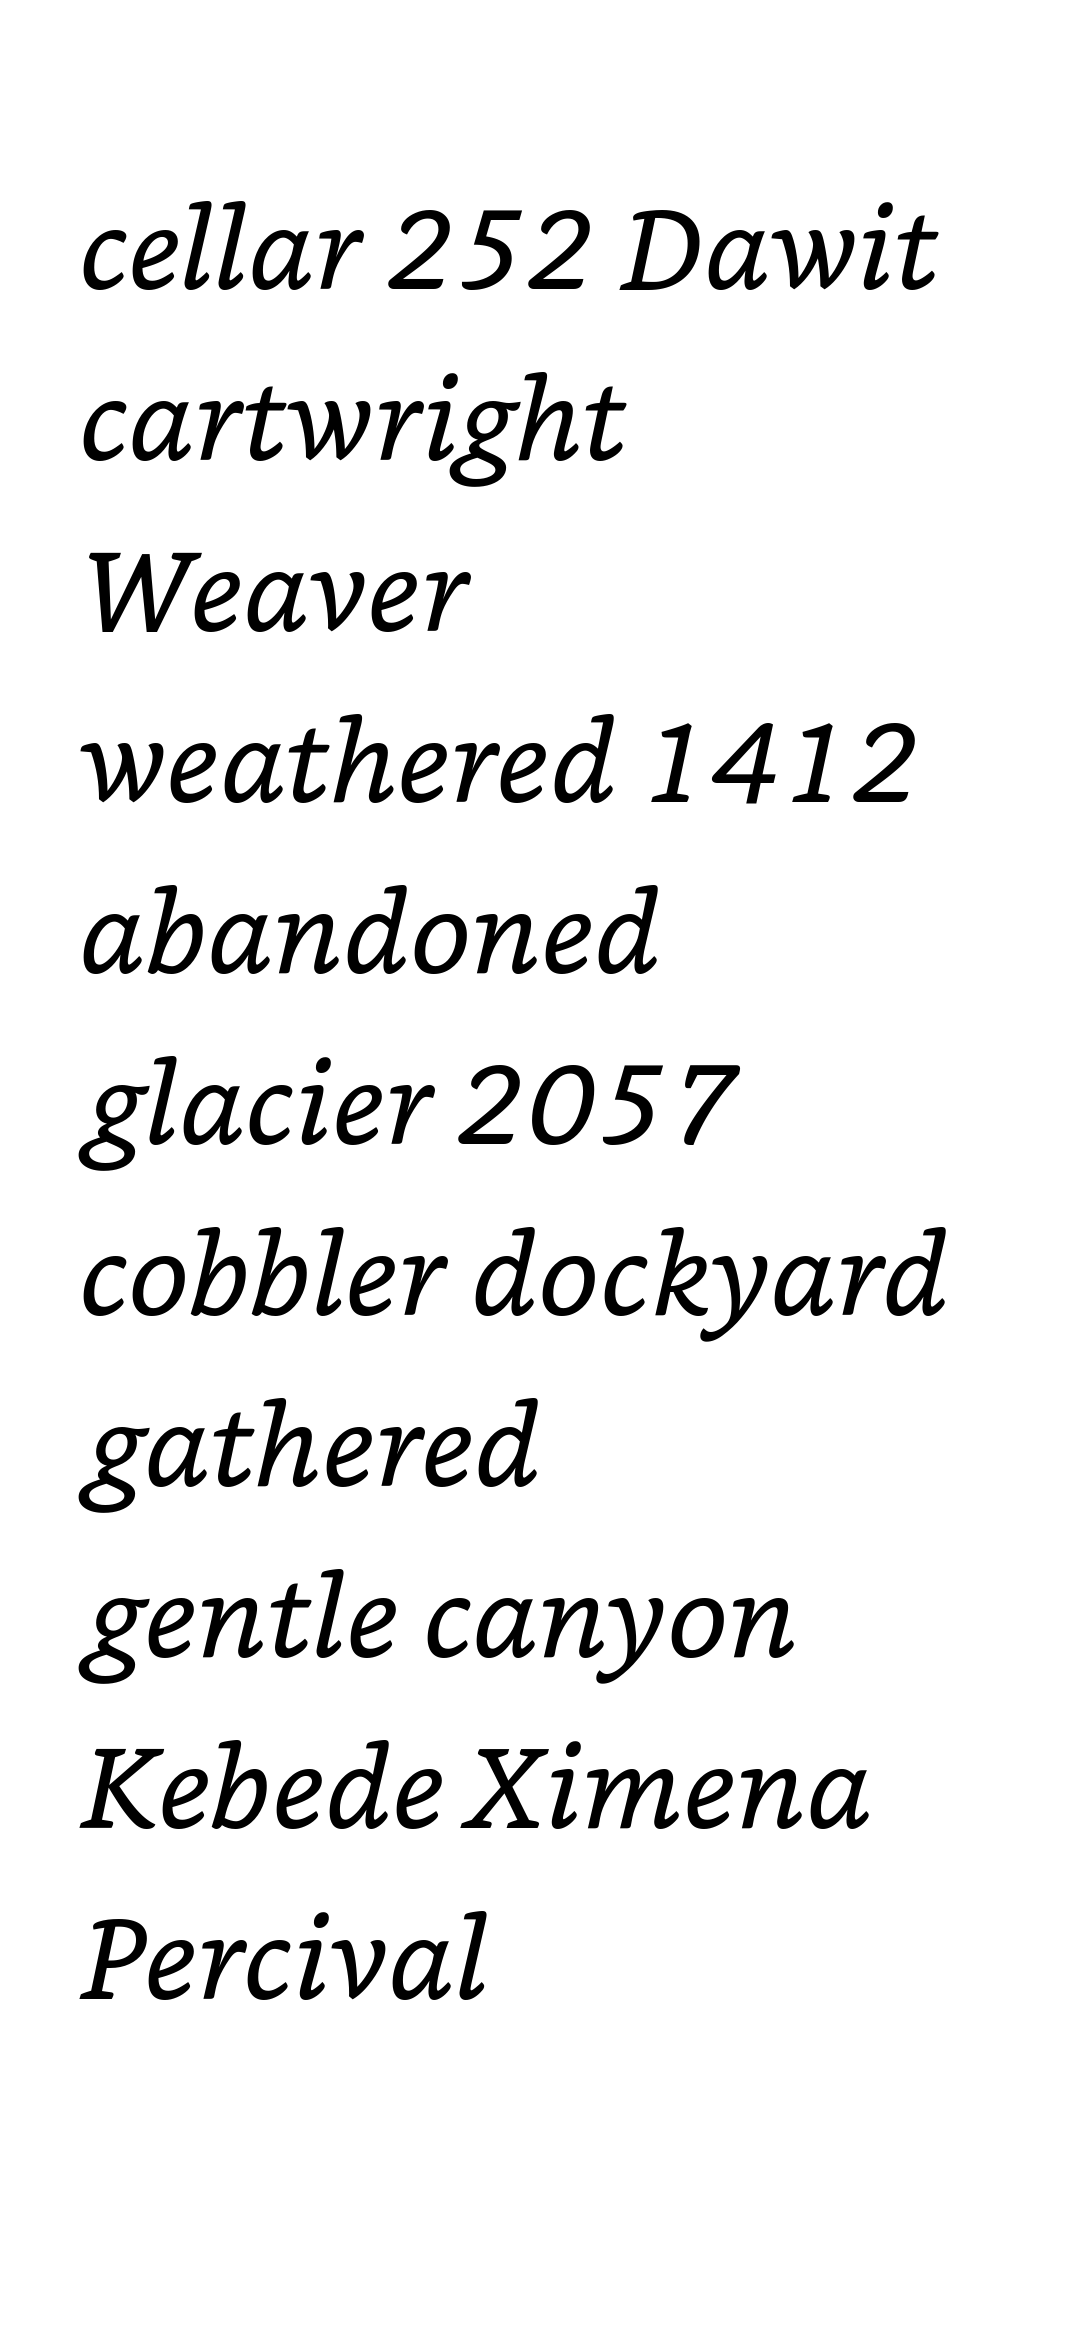 cellar 252 Dawit
cartwright
Weaver
weathered 1412
abandoned
glacier 2057
cobbler dockyard
gathered
gentle canyon
Kebede Ximena
Percival